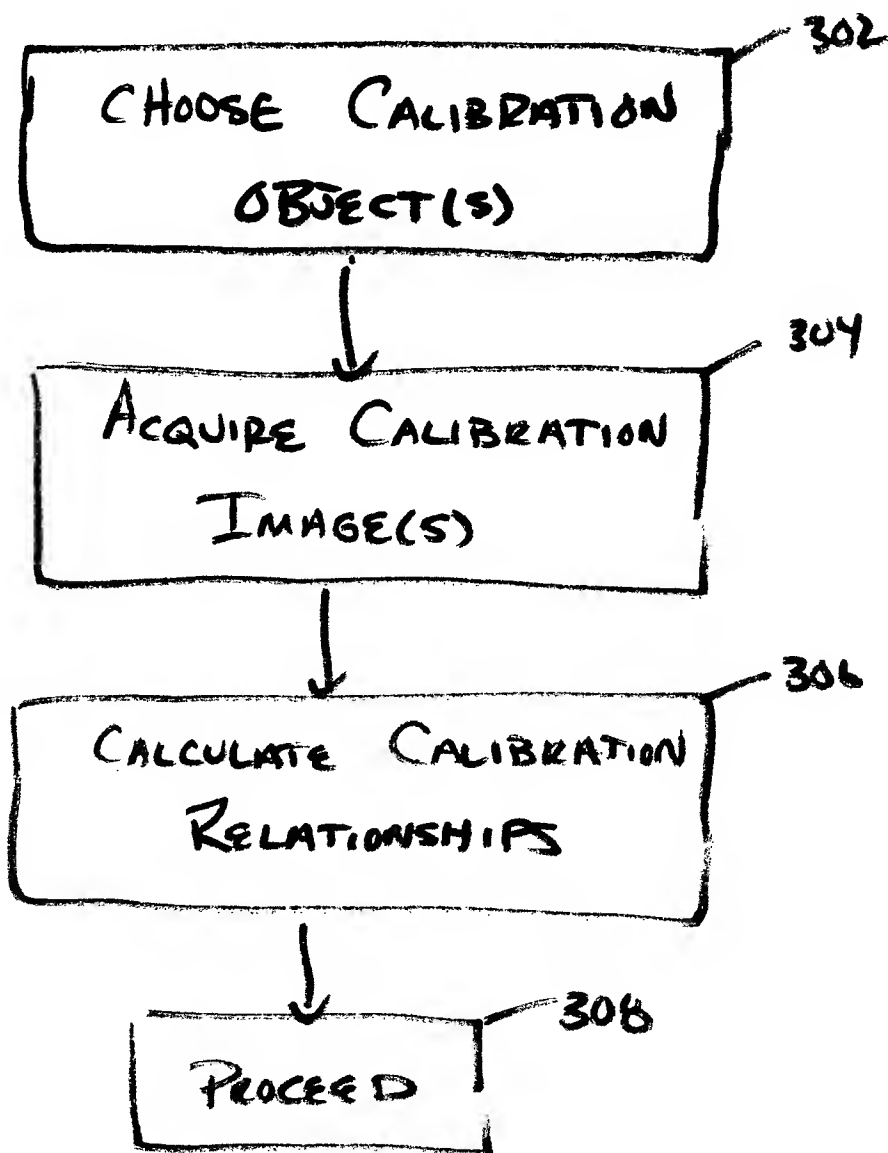 302
CHOOSE CALIBRATION
OBJECT(S)
304
ACQUIRE CALIBRATION
IMAGE(S)
306
CALCULATE CALIBRATION
RELATIONSHIPS
308
PROCEED